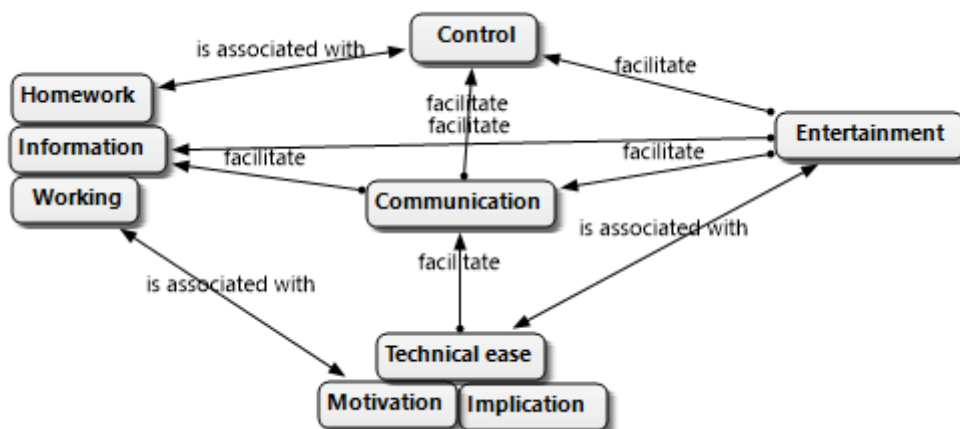 Control
is associated with
facilitate
Homework
facilitate
facilitate
Entertainment
Information
facilitate
facilitate
Working
Communication
is associated with
facilitate
is associated with
Technical ease
Motivation
Implication